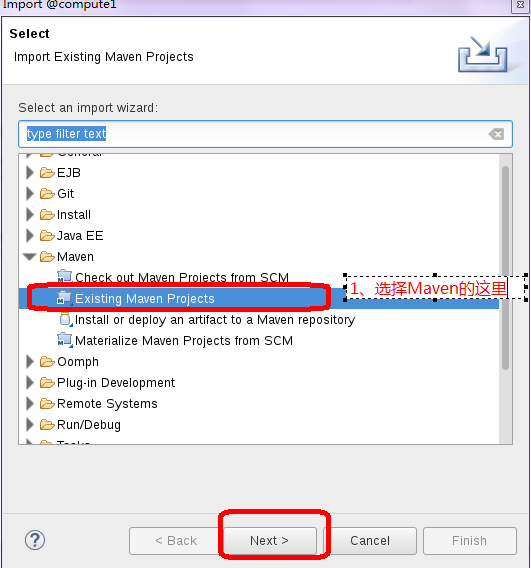 Import @compute1
Select
Import Existing Maven Projects
Select an import wizard:
type filter text
General
EJB
Git
Install
Java EE
Maven
Check out Maven Projects from SCM
Existing Maven Projects
1、选择Maven的这里
Install or deploy an artifact to a Maven repository
Materialize Maven Projects from SCM
Oomph
Plug-in Development
Remote Systems
Run/Debug
Tasks
< Back
Next >
Cancel
Finish